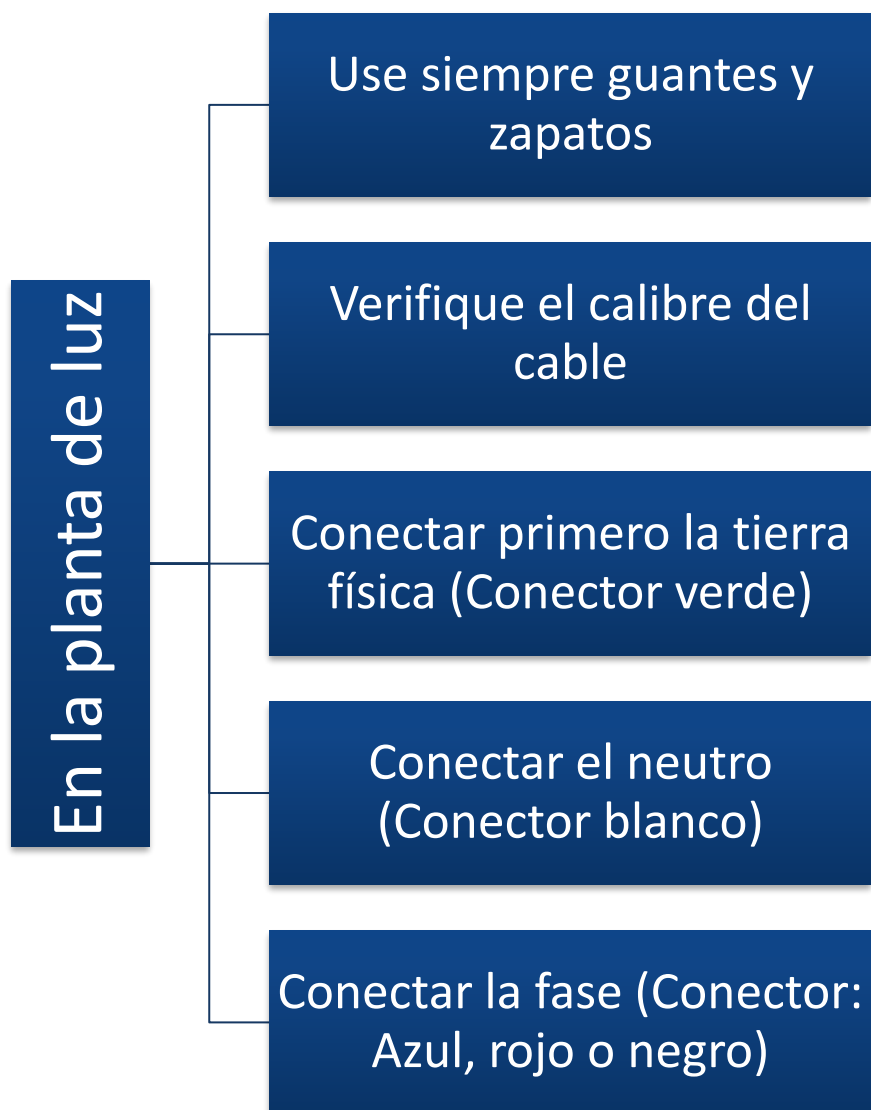 En la planta de luz
Use siempre guantes y
zapatos
Verifique el calibre del
cable
Conectar primero la tierra
física (Conector verde)
Conectar el neutro
(Conector blanco)
Conectar la fase (Conector:
Azul, rojo o negro)